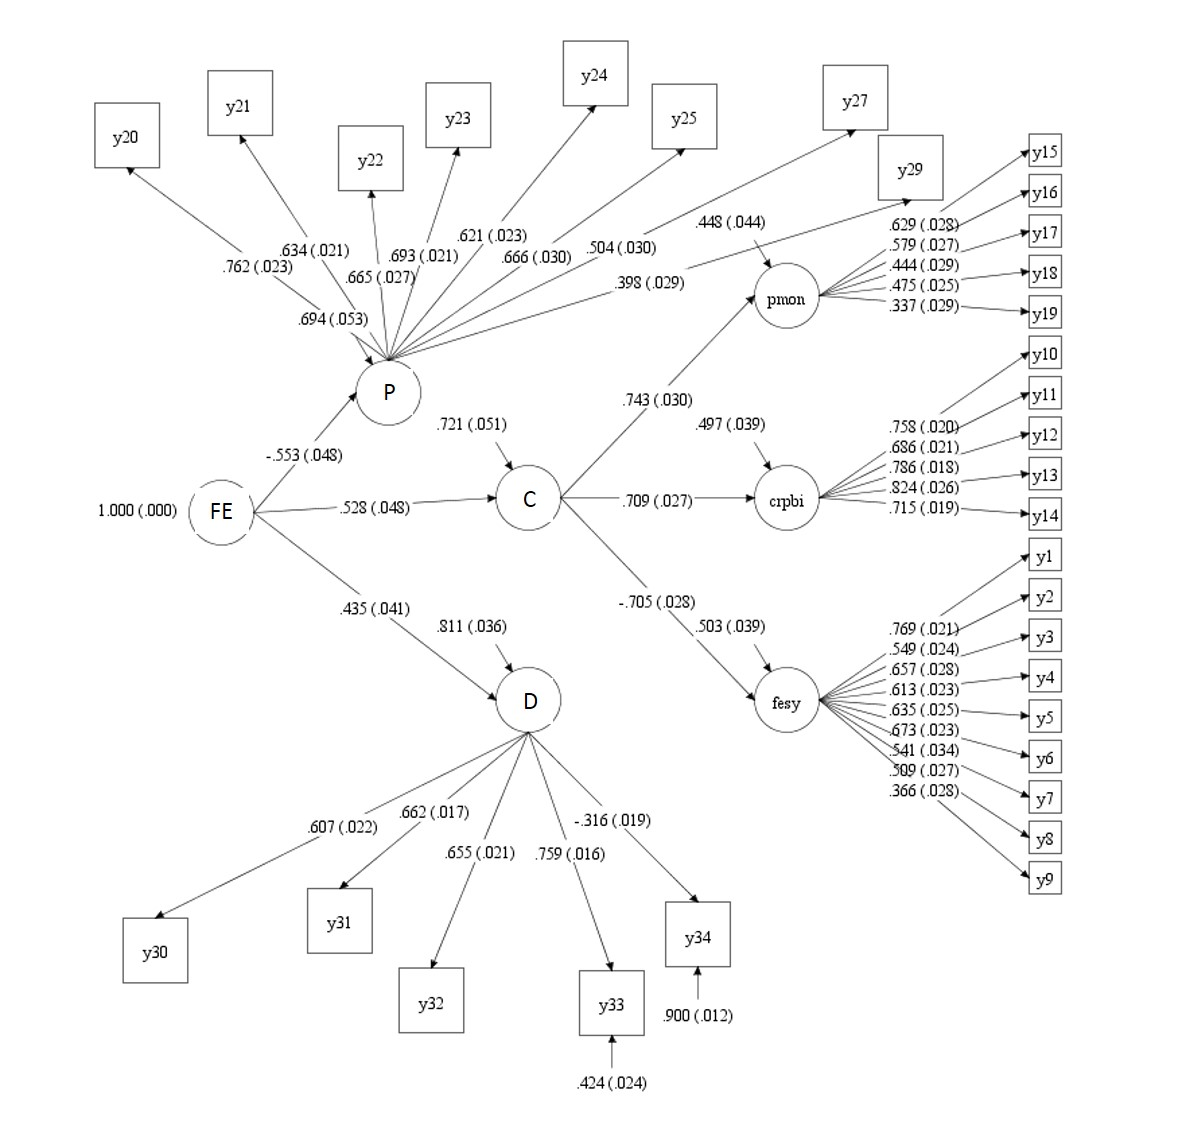 y24
y27
y21
y23
y25
y20
y22
y29
y15
y16
.448 (.044)
.629 (.028)
y17
.621 (.023)
.579 (.027)
.634 (.021)
.693 (.021)
.666 (.030)
.504 (.030)
.444 (.029)
.762 (.023)
.665 (.027)
.398 (.029)
.475 (.025)
y18
pmon
.337 (.029)
y19
.694 (.053)
y10
P
y11
.743 (.030)
.721 (.051)
.497 (.039)
.758 (.020)
y12
-.553 (.048)
.686 (.021)
.786 (.018)
y13
.824 (.026)
1.000 (.000)
FE
.528 (.048)
C
.709 (.027)
crpbi
.715 (.019)
y14
y1
y2
.435 (.041)
-.705 (.028)
.811 (.036)
.503 (.039)
.769 (.021)
y3
.549 (.024)
.657 (.028)
y4
.613 (.023)
D
fesy
.635 (.025)
y5
.673 (.023)
.541 (.034)
y6
.509 (.027)
.366 (.028)
y7
.607 (.022)
.662 (.017)
-.316 (.019)
y8
.655 (.021)
.759 (.016)
y9
y31
y30
y34
y32
y33
.900 (.012)
.424 (.024)